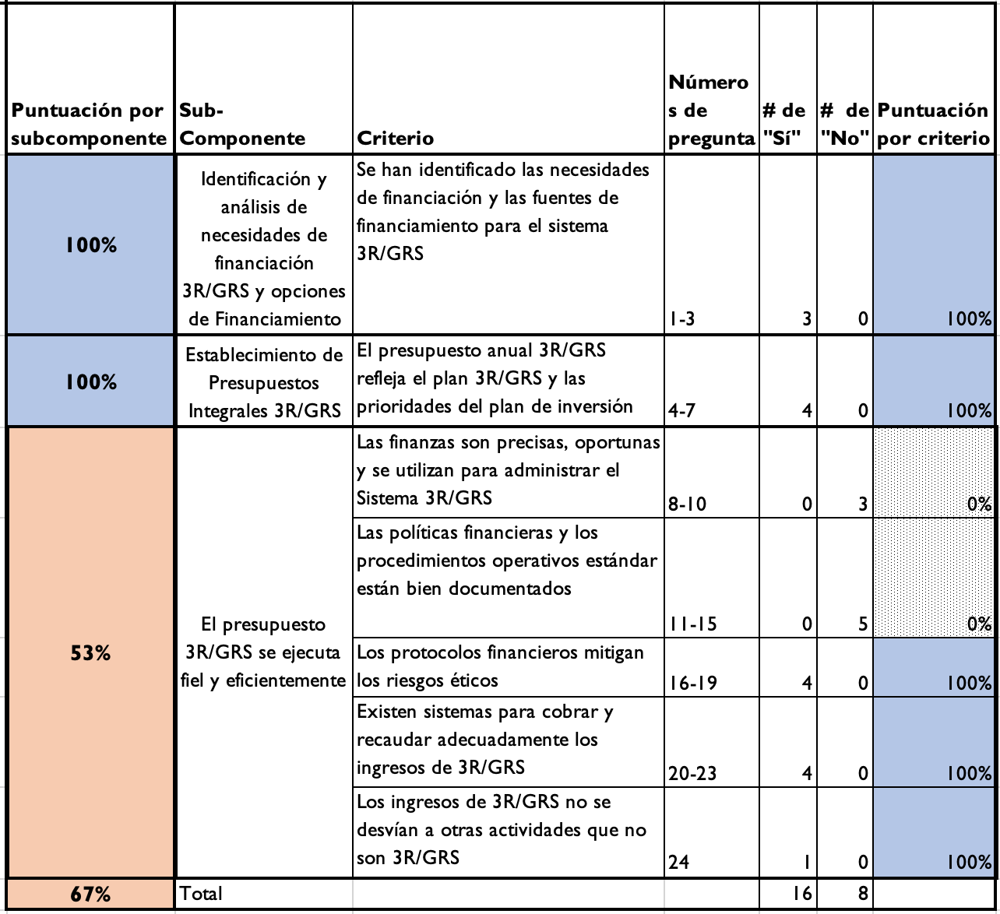 Puntuación por
subcomponente
Sub-
Componente
Criterio
Número
s de
pregunta
# de
"Sí"
# de
"No"
Puntuación
por criterio
100%
Identificación y
análisis de
necesidades de
financiación
3R/GRS y opciones
de Financiamiento
Se han identificado las necesidades
de financiación y las fuentes de
financiamiento para el sistema
3R/GRS
1-3
3
0
100%
100%
Establecimiento de
Presupuestos
Integrales 3R/GRS
El presupuesto anual 3R/GRS
refleja el plan 3R/GRS y las
prioridades del plan de inversión
4-7
4
0
100%
53%
El presupuesto
3R/GRS se ejecuta
fiel y eficientemente
Las finanzas son precisas, oportunas
y se utilizan para administrar el
Sistema 3R/GRS
8-10
0
3
0%
Las políticas financieras y los
procedimientos operativos estándar
están bien documentados
11-15
0
5
0%
Los protocolos financieros mitigan
los riesgos éticos
16-19
4
0
100%
Existen sistemas para cobrar y
recaudar adecuadamente los
ingresos de 3R/GRS
20-23
4
0
100%
Los ingresos de 3R/GRS no se
desvían a otras actividades que no
son 3R/GRS
24
1
0
100%
67%
Total
16
8